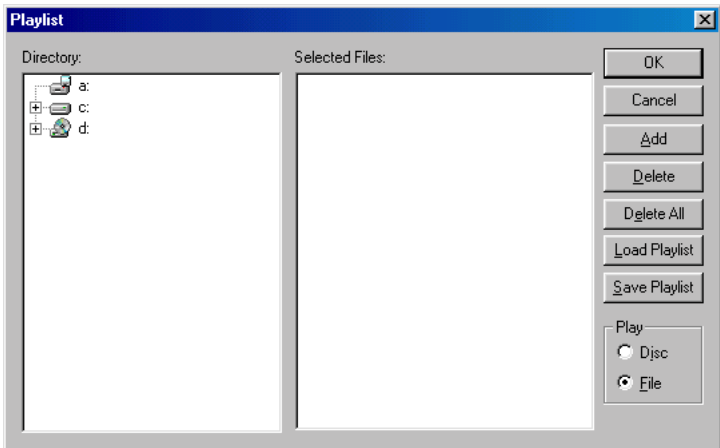 Playlist
Directory:
a:
c:
d:
Selected Files:
OK
Cancel
Add
Delete
Delete All
Load Playlist
Save Playlist
Play
Disc
File